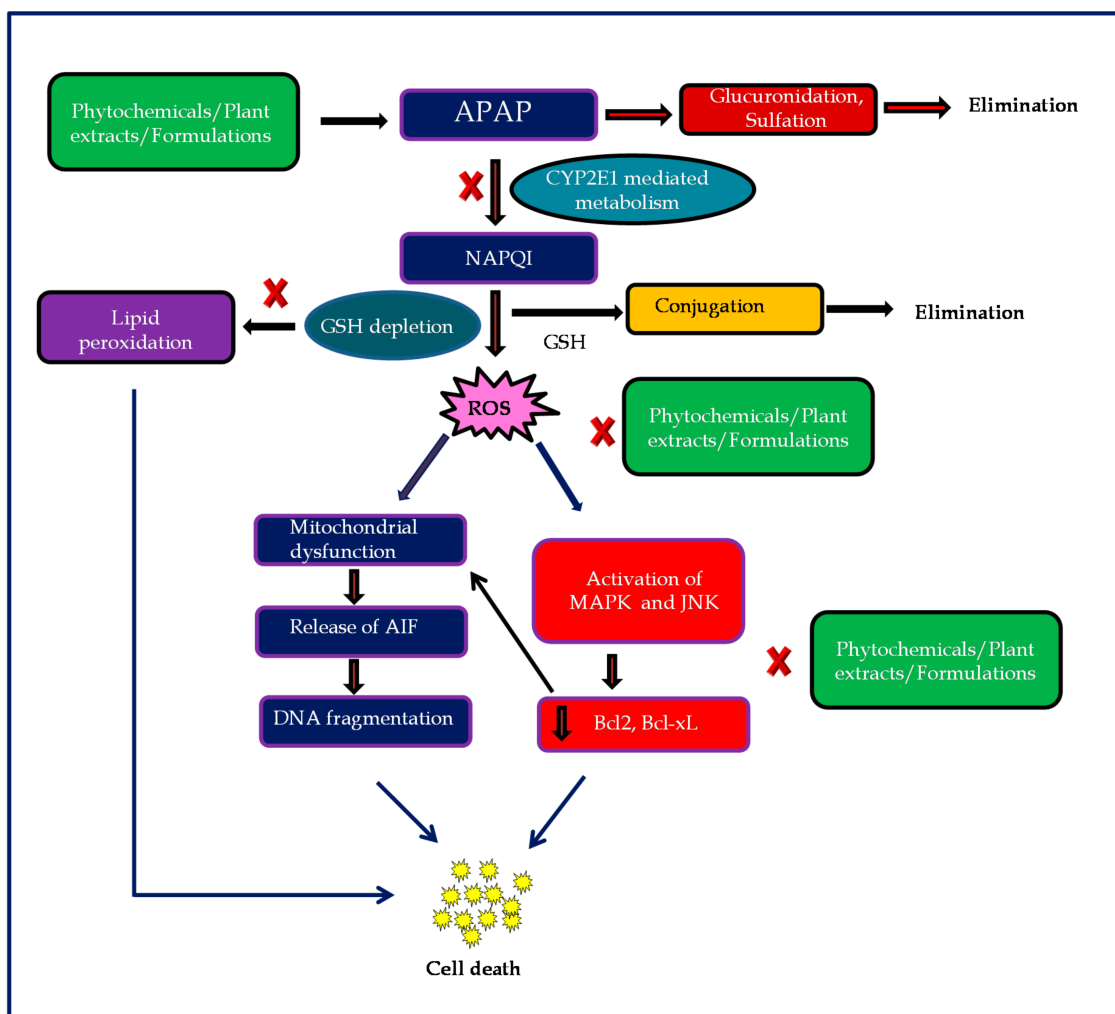 Phytochemicals/Plant
extracts/Formulations
APAP
Glucuronidation,
Sulfation
Elimination
CYP2E1 mediated
metabolism
NAPQI
Lipid
peroxidation
GSH depletion
GSH
Conjugation
Elimination
ROS
Phytochemicals/Plant
extracts/Formulations
Mitochondrial
dysfunction
Activation of
MAPK and JNK
Release of AIF
Phytochemicals/Plant
extracts/Formulations
DNA fragmentation
Bcl2, Bcl-xL
Cell death